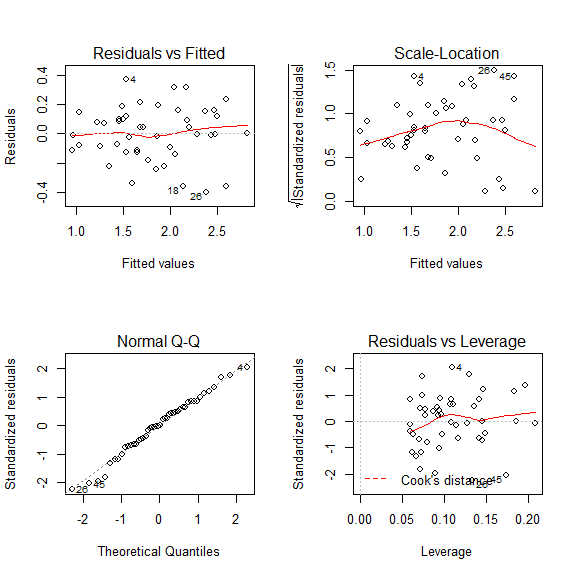 Residuals vs Fitted
Residuals
-0.4 0.0 0.2 0.4
4
18
26
1.0 1.5 2.0 2.5
Fitted values
Scale-Location
√|Standardized residuals|
0.0 0.5 1.0 1.5
4
26
45
1.0 1.5 2.0 2.5
Fitted values
Normal Q-Q
Standardized residuals
-2 -1 0 1 2
4
26
45
-2 -1 0 1 2
Theoretical Quantiles
Residuals vs Leverage
Standardized residuals
-2 -1 0 1 2
4
45
26
Cook's distance
0.00 0.05 0.10 0.15 0.20
Leverage